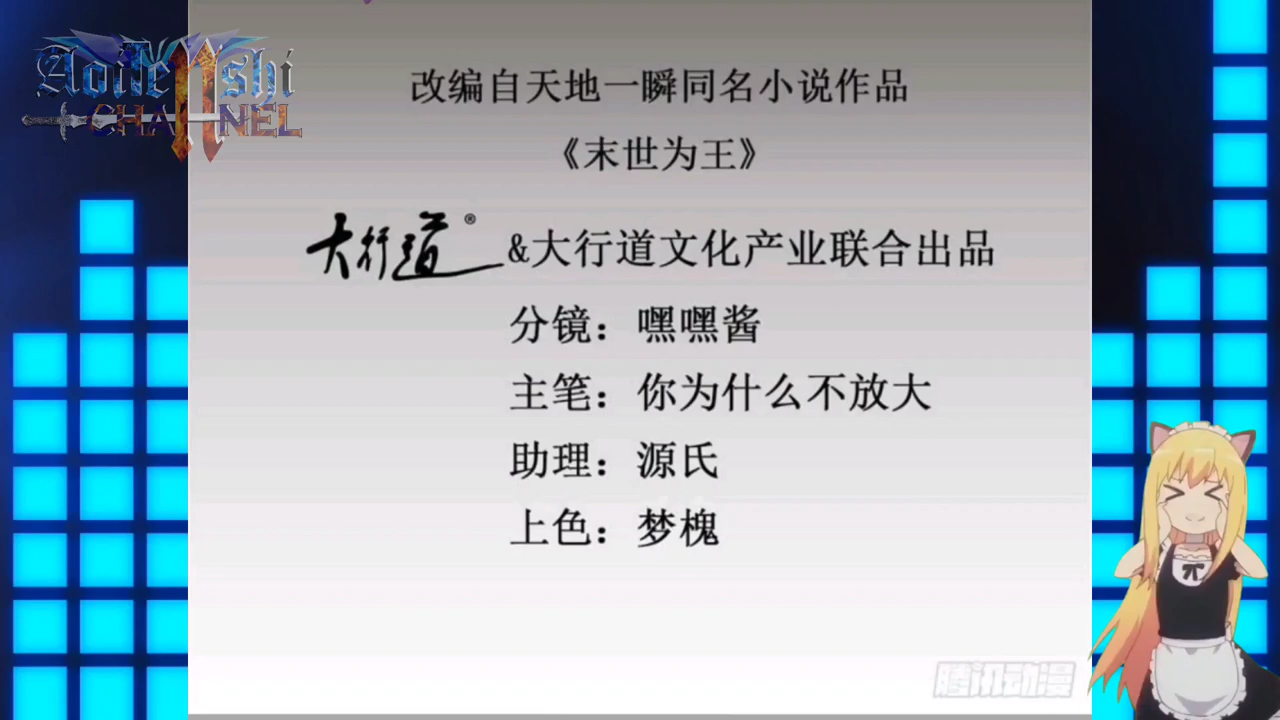 Aoilenshi
CHANNEL
改编自天地一瞬同名小说作品
《末世为王》
大行道® &大行道文化产业联合出品
分镜：嘿嘿酱
主笔：你为什么不放大
助理：源氏
上色：梦槐
腾讯动漫